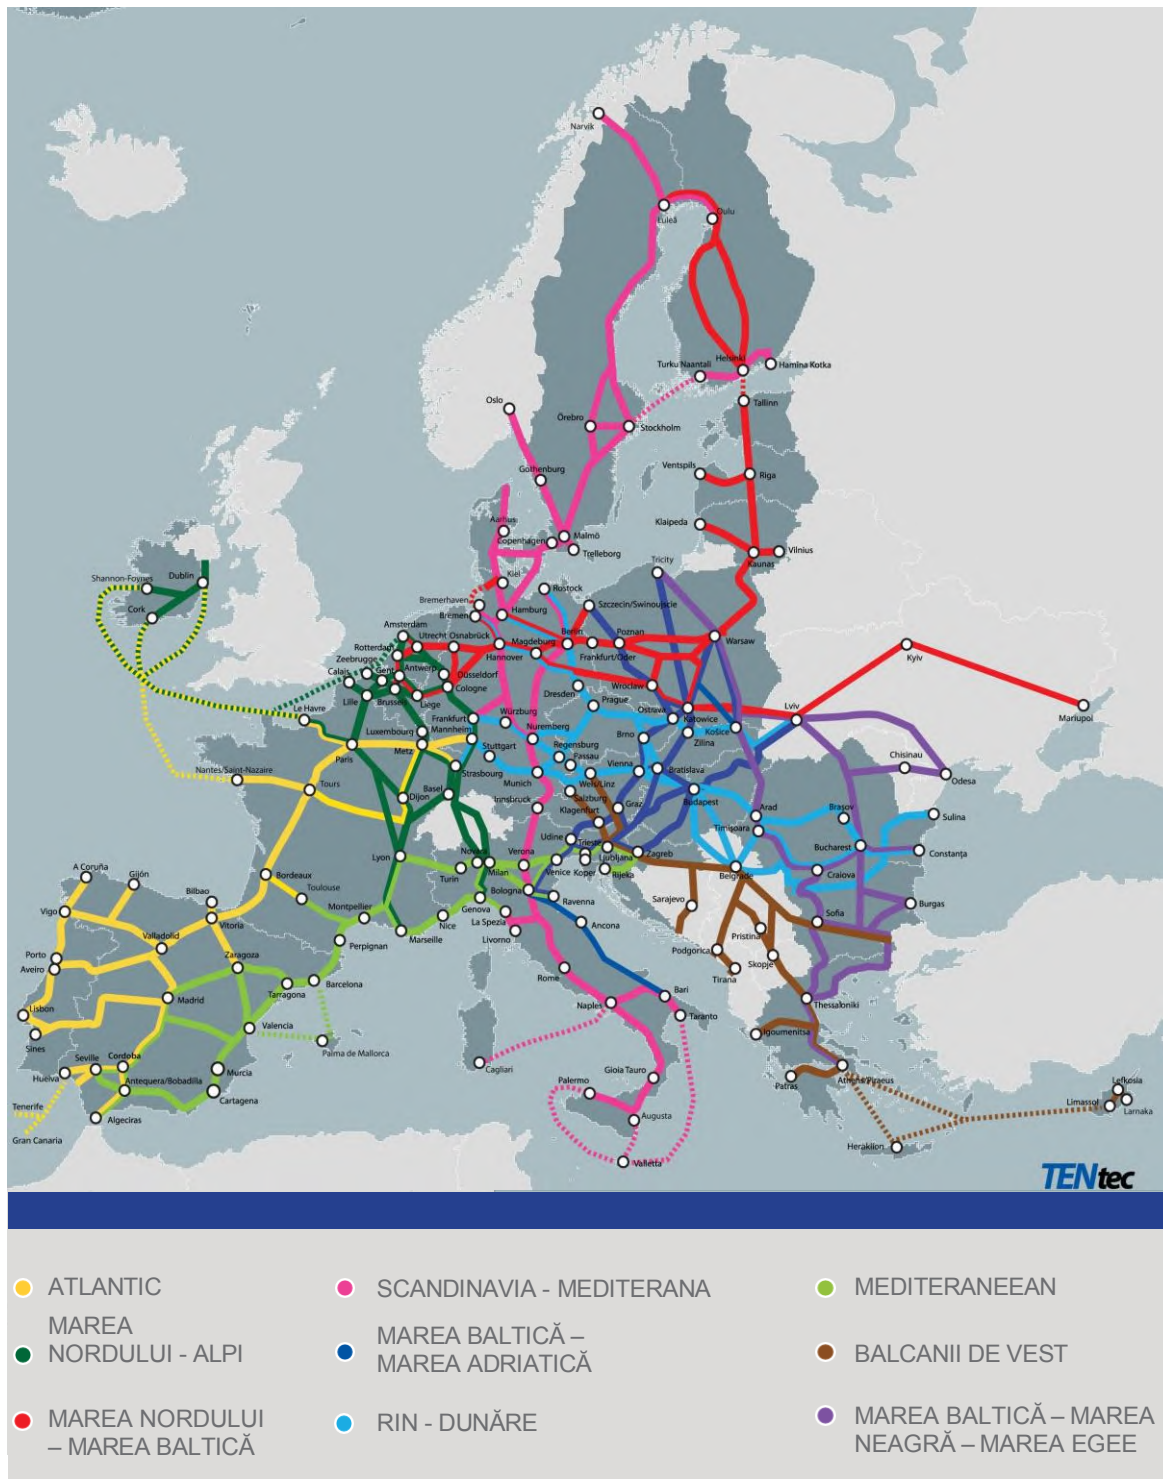 Narvik
Luleå
Oulu
Turku Naantali
Helsinki
Hamina Kotka
Oslo
Tallinn
Örebro
Stockholm
Gothenburg
Ventspils
Riga
Aarhus
Klaipeda
Malmö
Copenhagen
Trelleborg
Vilnius
Kaunas
Tricity
Shannon-Foynes
Dublin
Kiel
Rostock
Bremerhaven
Szczecin/Swinoujscie
Cork
Bremen
Hamburg
Amsterdam
Utrecht
Osnabrück
Magdeburg
Berlin
Poznan
Warsaw
Rotterdam
Hannover
Frankfurt/Oder
Kyiv
Zeebrugge
Calais
Gent
Antwerp
Düsseldorf
Cologne
Dresden
Wroclaw
Lille
Brussels
Liege
Prague
Le Havre
Frankfurt
Würzburg
Ostrava
Katowice
Lviv
Mariupol
Luxembourg
Mannheim
Nuremberg
Brno
Zilina
Košice
Paris
Metz
Stuttgart
Regensburg
Passau
Chisinau
Nantes/Saint-Nazaire
Strasbourg
Vienna
Bratislava
Odesa
Tours
Munich
Wels/Linz
Dijon
Basel
Innsbruck
Salzburg
Graz
Budapest
Klagenfurt
Arad
Brașov
Sulina
Udine
Trieste
Timișoara
Lyon
Novara
Verona
Ljubljana
Zagreb
Bucharest
Constanța
A Coruña
Gijón
Bordeaux
Turin
Milan
Venice
Koper
Rijeka
Belgrade
Craiova
Bilbao
Toulouse
Bologna
Ravenna
Sarajevo
Vigo
Vitoria
Montpellier
Genova
La Spezia
Ancona
Sofia
Burgas
Valladolid
Nice
Marseille
Livorno
Pristina
Porto
Perpignan
Podgorica
Aveiro
Zaragoza
Skopje
Tirana
Tarragona
Barcelona
Rome
Madrid
Naples
Bari
Thessaloniki
Lisbon
Taranto
Sines
Valencia
Igoumenitsa
Palma de Mallorca
Seville
Cordoba
Huelva
Murcia
Cagliari
Gioia Tauro
Palermo
Patras
Athens/Piraeus
Antequera/Bobadilla
Cartagena
Lefkosia
Limassol
Larnaka
Tenerife
Algeciras
Augusta
Gran Canaria
Heraklion
Valletta
TENtec
ATLANTIC
MAREA
NORDULUI - ALPI
MAREA NORDULUI
– MAREA BALTICĂ
SCANDINAVIA - MEDITERANA
MAREA BALTICĂ –
MAREA ADRIATICĂ
RIN - DUNĂRE
MEDITERANEEAN
BALCANII DE VEST
MAREA BALTICĂ – MAREA
NEAGRĂ – MAREA EGEE